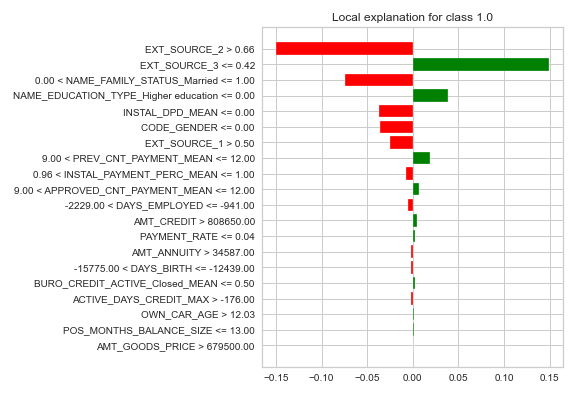 Local explanation for class 1.0
EXT_SOURCE_2 > 0.66
EXT_SOURCE_3 <= 0.42
0.00 < NAME_FAMILY_STATUS_Married <= 1.00
NAME_EDUCATION_TYPE_Higher education <= 0.00
INSTAL_DPD_MEAN <= 0.00
CODE_GENDER <= 0.00
EXT_SOURCE_1 > 0.50
9.00 < PREV_CNT_PAYMENT_MEAN <= 12.00
0.96 < INSTAL_PAYMENT_PERC_MEAN <= 1.00
9.00 < APPROVED_CNT_PAYMENT_MEAN <= 12.00
-2229.00 < DAYS_EMPLOYED <= -941.00
AMT_CREDIT > 808650.00
PAYMENT_RATE <= 0.04
AMT_ANNUITY > 34587.00
-15775.00 < DAYS_BIRTH <= -12439.00
BURO_CREDIT_ACTIVE_Closed_MEAN <= 0.50
ACTIVE_DAYS_CREDIT_MAX > -176.00
OWN_CAR_AGE > 12.03
POS_MONTHS_BALANCE_SIZE <= 13.00
AMT_GOODS_PRICE > 679500.00
−0.15 −0.10 −0.05 0.00 0.05 0.10 0.15